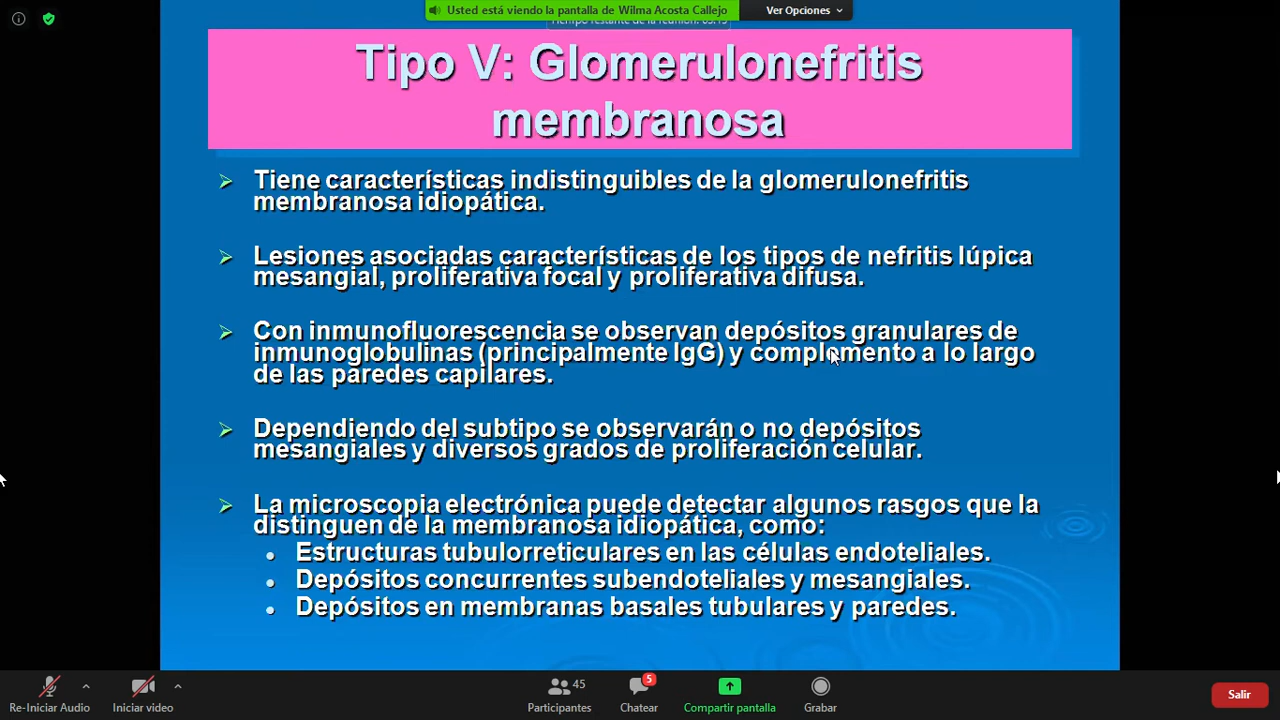 Usted está viendo la pantalla de Wilma Acosta Callejo
Ver Opciones
Tiempo restante de la reunión:
Tipo V: Glomerulonefritis
membranosa
Tiene características indistinguibles de la glomerulonefritis
membranosa idiopática.
Lesiones asociadas características de los tipos de nefritis lúpica
mesangial, proliferativa focal y proliferativa difusa.
Con inmunofluorescencia se observan depósitos granulares de
inmunoglobulinas (principalmente IgG) y complemento a lo largo
de las paredes capilares.
Dependiendo del subtipo se observarán o no depósitos
mesangiales y diversos grados de proliferación celular.
La microscopia electrónica puede detectar algunos rasgos que la
distinguen de la membranosa idiopática, como:
Estructuras tubulorreticulares en las células endoteliales.
Depósitos concurrentes subendoteliales y mesangiales.
Depósitos en membranas basales tubulares y paredes.
45
5
Re-Iniciar Audio
Iniciar video
Participantes
Chatear
Compartir pantalla
Grabar
Salir